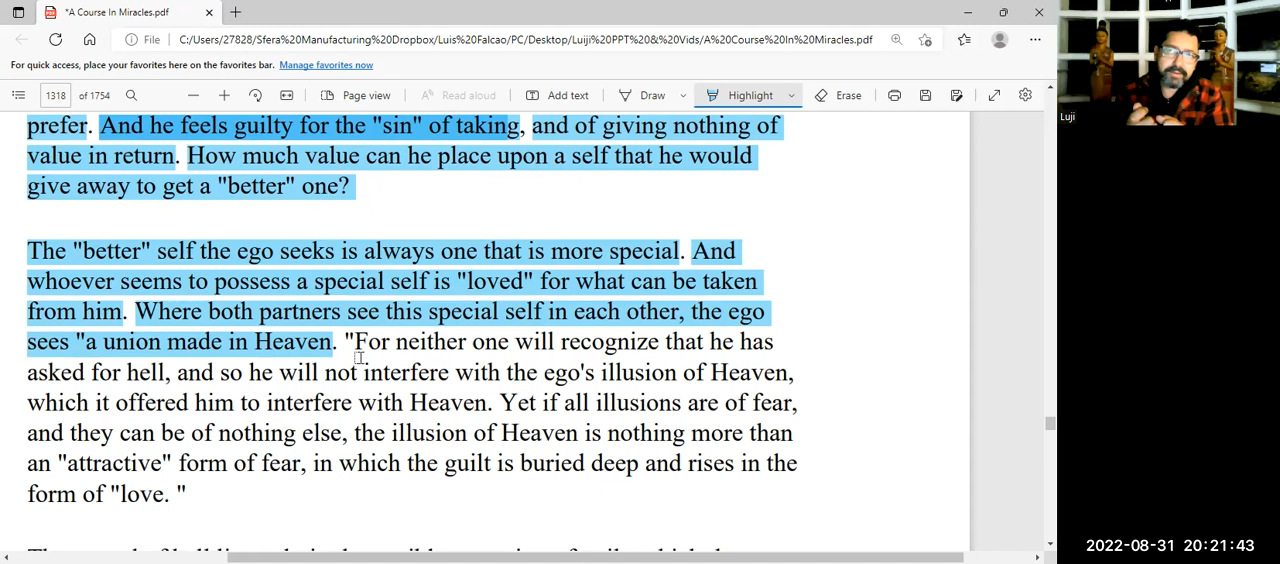 *A Course In Miracles.pdf
File C:/Users/27828/Sfera%20Manufacturing%20Dropbox/Luis%20Falcao/PC/Desktop/Luiji%20PPT%20&%20Vids/A%20Course%20In%20Miracles.pdf
For quick access, place your favorites here on the favorites bar. Manage favorites now
1318 of 1754 Page view Read aloud Add text Draw Highlight Erase
Luji
prefer. And he feels guilty for the "sin" of taking, and of giving nothing of
value in return. How much value can he place upon a self that he would
give away to get a "better" one?
The "better" self the ego seeks is always one that is more special. And
whoever seems to possess a special self is "loved" for what can be taken
from him. Where both partners see this special self in each other, the ego
sees "a union made in Heaven. "For neither one will recognize that he has
asked for hell, and so he will not interfere with the ego's illusion of Heaven,
which it offered him to interfere with Heaven. Yet if all illusions are of fear,
and they can be of nothing else, the illusion of Heaven is nothing more than
an "attractive" form of fear, in which the guilt is buried deep and rises in the
form of "love. "
2022-08-31 20:21:43